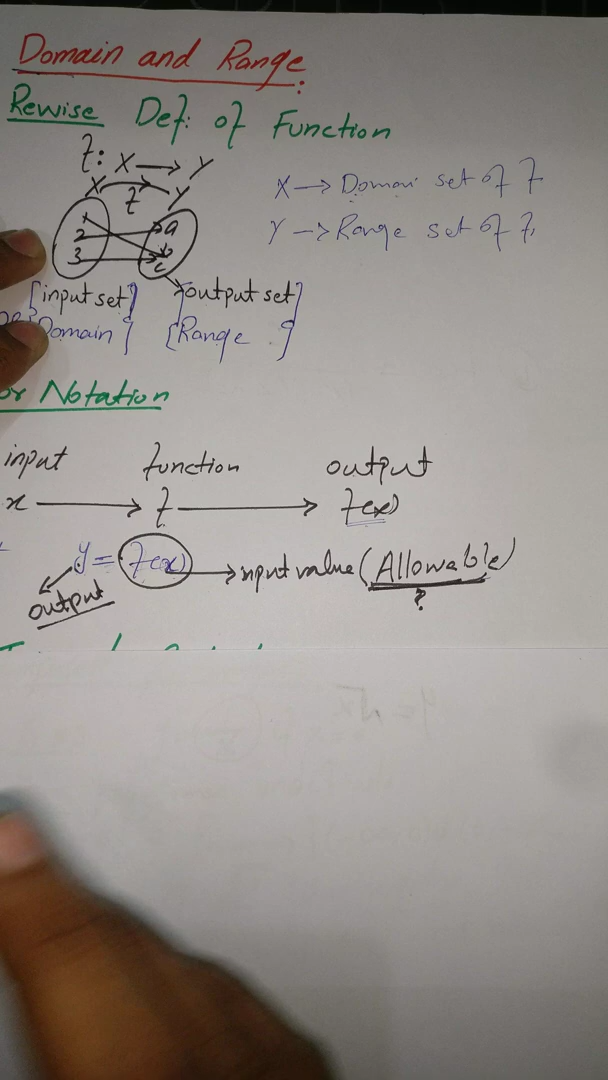 Domain and Range:
Rewise Def: of Function
f: X → Y
X f Y
X → Domain set of f
Y → Range set of f,
1 2 3
a b c
[input set] [output set]
Domain} {Range }
or Notation
input function output
x → f → f(x)
y = f(x) → input value (Allowable)
output ?